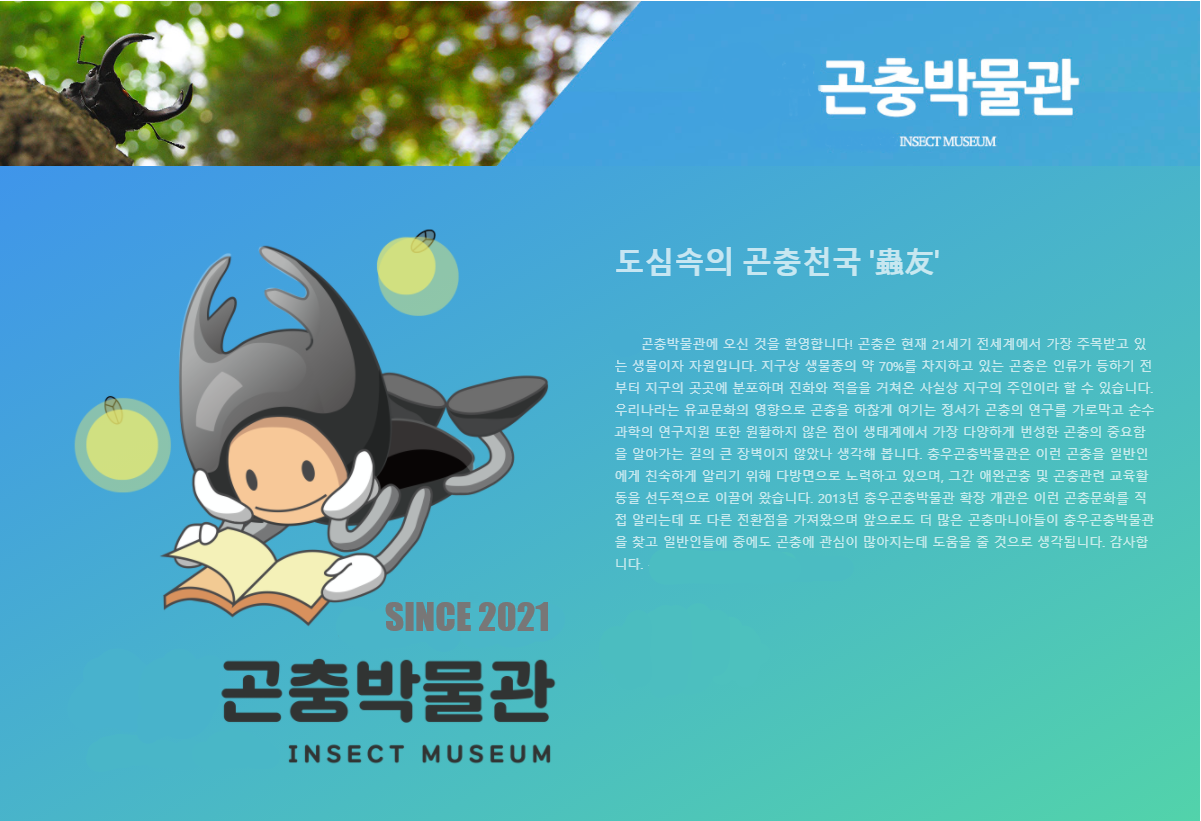 곤충박물관
INSECT MUSEUM
도심속의 곤충천국 '蟲友'
곤충박물관에 오신 것을 환영합니다! 곤충은 현재 21세기 전세계에서 가장 주목받고 있
는 생물이자 자원입니다. 지구상 생물종의 약 70%를 차지하고 있는 곤충은 인류가 등하기 전
부터 지구의 곳곳에 분포하며 진화와 적을을 거쳐온 사실상 지구의 주인이라 할 수 있습니다.
우리나라는 유교문화의 영향으로 곤충을 하찮게 여기는 정서가 곤충의 연구를 가로막고 순수
과학의 연구지원 또한 원활하지 않은 점이 생태계에서 가장 다양하게 번성한 곤충의 중요함
을 알아가는 길의 큰 장벽이지 않았나 생각해 봅니다. 충우곤충박물관은 이런 곤충을 일반인
에게 친숙하게 알리기 위해 다방면으로 노력하고 있으며, 그간 애완곤충 및 곤충관련 교육활
동을 선두적으로 이끌어 왔습니다. 2013년 충우곤충박물관 확장 개관은 이런 곤충문화를 직
접 알리는데 또 다른 전환점을 가져왔으며 앞으로도 더 많은 곤충마니아들이 충우곤충박물관
을 찾고 일반인들에 중에도 곤충에 관심이 많아지는데 도움을 줄 것으로 생각됩니다. 감사합
니다.
SINCE 2021
곤충박물관
INSECT MUSEUM